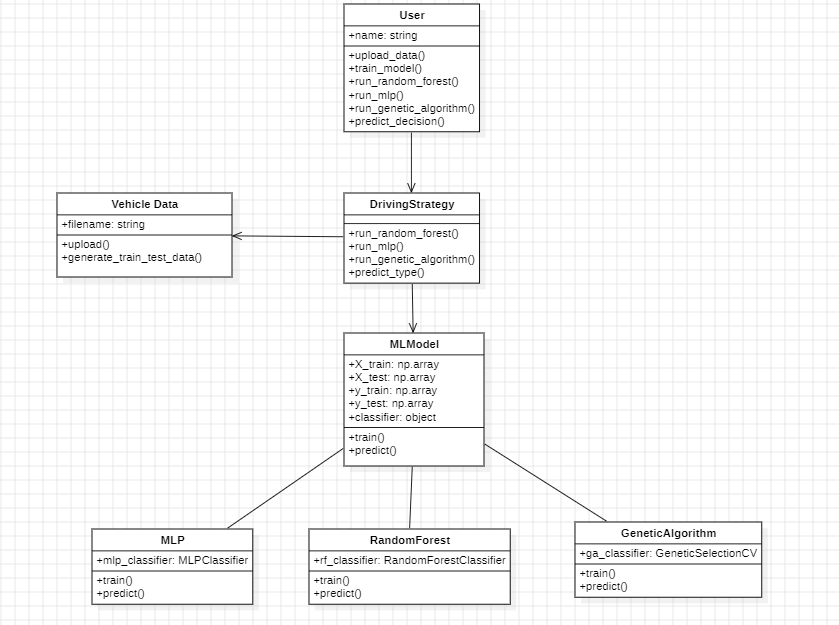 User
+name: string
+upload_data()
+train_model()
+run_random_forest()
+run_mlp()
+run_genetic_algorithm()
+predict_decision()
Vehicle Data
+filename: string
+upload()
+generate_train_test_data()
DrivingStrategy
+run_random_forest()
+run_mlp()
+run_genetic_algorithm()
+predict_type()
MLModel
+X_train: np.array
+X_test: np.array
+y_train: np.array
+y_test: np.array
+classifier: object
+train()
+predict()
MLP
+mlp_classifier: MLPClassifier
+train()
+predict()
RandomForest
+rf_classifier: RandomForestClassifier
+train()
+predict()
GeneticAlgorithm
+ga_classifier: GeneticSelectionCV
+train()
+predict()